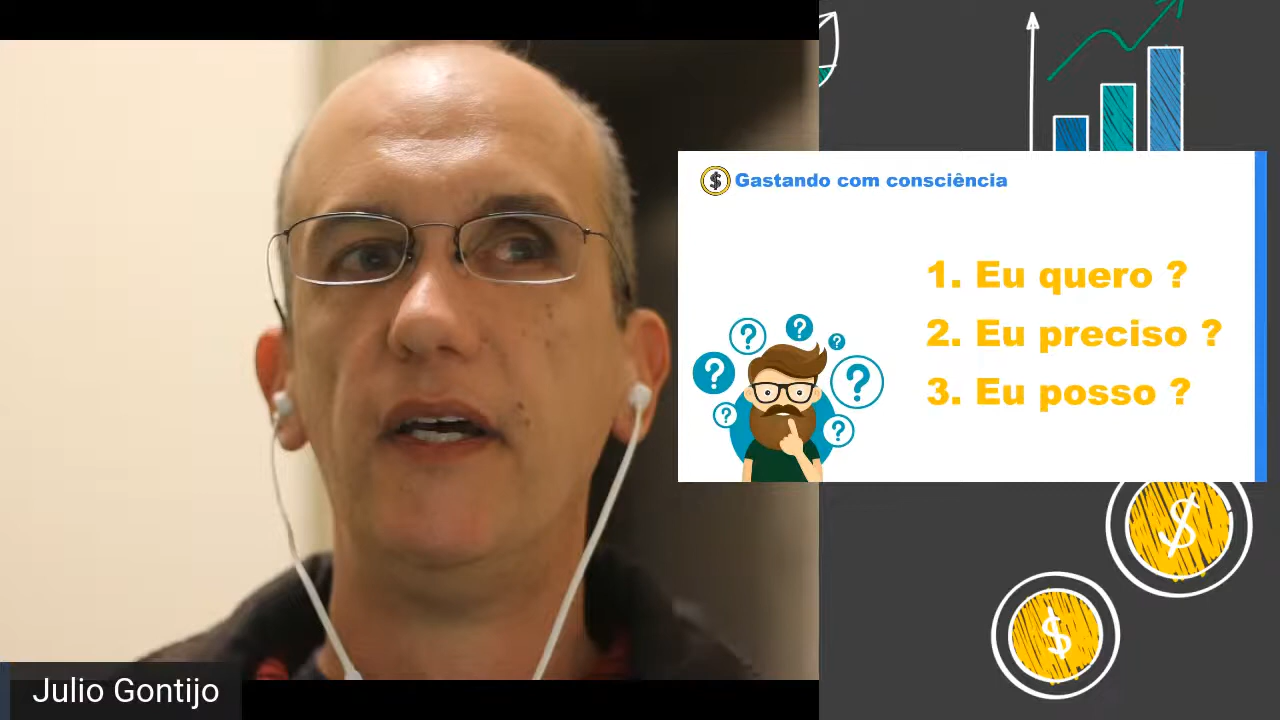 Gastando com consciência
1. Eu quero ?
2. Eu preciso ?
3. Eu posso ?
Julio Gontijo